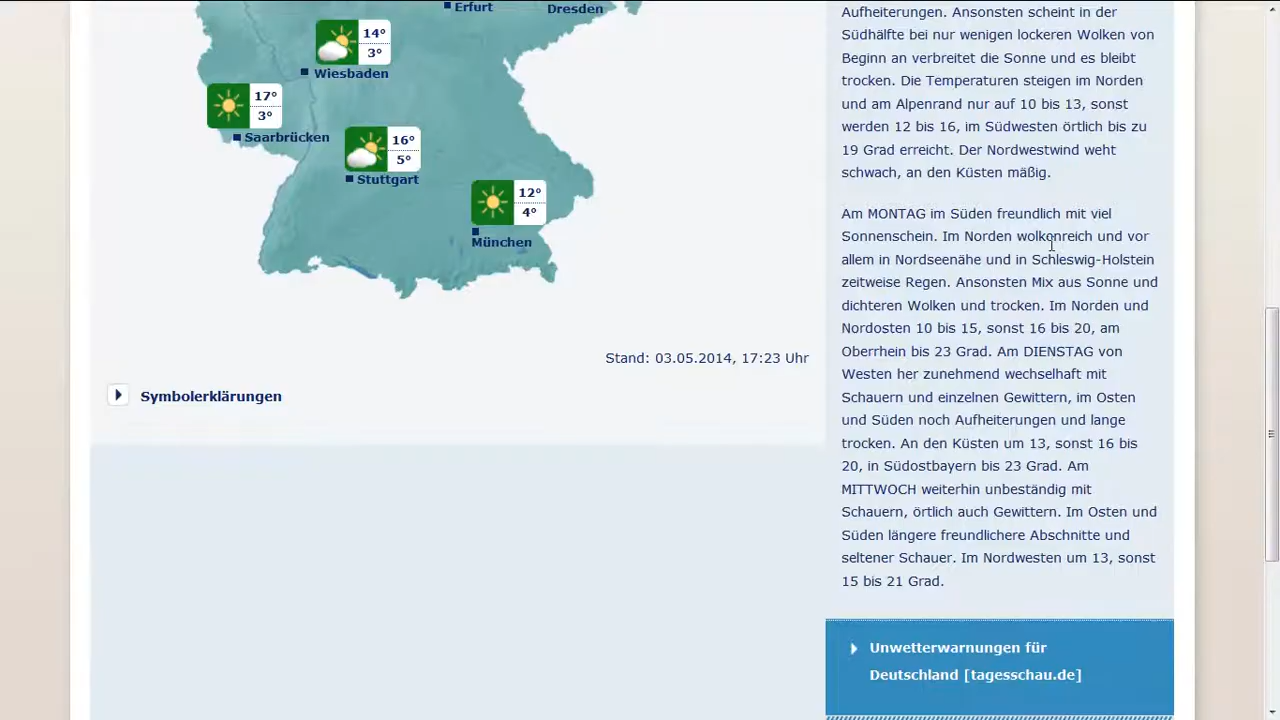 Erfurt
Dresden
14°
3°
Wiesbaden
17°
3°
Saarbrücken
16°
5°
Stuttgart
12°
4°
München
Stand: 03.05.2014, 17:23 Uhr
Symbolerklärungen
Aufheiterungen. Ansonsten scheint in der
Südhälfte bei nur wenigen lockeren Wolken von
Beginn an verbreitet die Sonne und es bleibt
trocken. Die Temperaturen steigen im Norden
und am Alpenrand nur auf 10 bis 13, sonst
werden 12 bis 16, im Südwesten örtlich bis zu
19 Grad erreicht. Der Nordwestwind weht
schwach, an den Küsten mäßig.
Am MONTAG im Süden freundlich mit viel
Sonnenschein. Im Norden wolkenreich und vor
allem in Nordseenähe und in Schleswig-Holstein
zeitweise Regen. Ansonsten Mix aus Sonne und
dichteren Wolken und trocken. Im Norden und
Nordosten 10 bis 15, sonst 16 bis 20, am
Oberrhein bis 23 Grad. Am DIENSTAG von
Westen her zunehmend wechselhaft mit
Schauern und einzelnen Gewittern, im Osten
und Süden noch Aufheiterungen und lange
trocken. An den Küsten um 13, sonst 16 bis
20, in Südostbayern bis 23 Grad. Am
MITTWOCH weiterhin unbeständig mit
Schauern, örtlich auch Gewittern. Im Osten und
Süden längere freundlichere Abschnitte und
seltener Schauer. Im Nordwesten um 13, sonst
15 bis 21 Grad.
Unwetterwarnungen für
Deutschland [tagesschau.de]